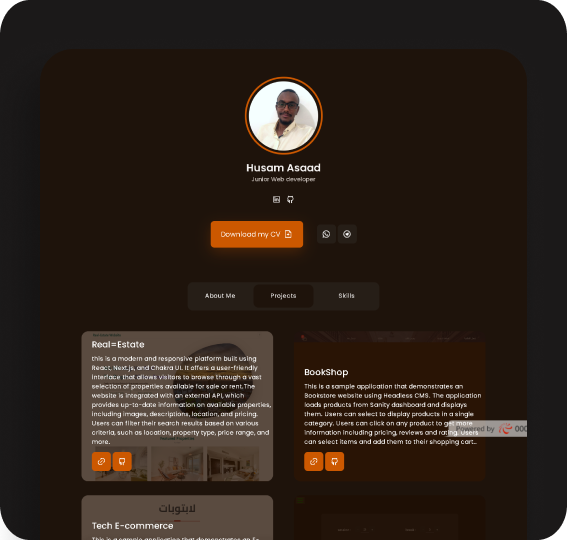 Husam Asaad
Junior Web developer
Download my CV
About Me
Projects
Skills
Real=Estate
this is a modern and responsive platform built using
React, Next.js, and Chakra UI. It offers a user-friendly
interface that allows visitors to browse through a vast
selection of properties available for sale or rent,The
website is integrated with an external API, which
provides up-to-date information on available properties,
including images, descriptions, location, and pricing.
Users can filter their search results based on various
criteria, such as location, property type, price range, and
more.
BookShop
This is a sample application that demonstrates an
Bookstore website using Headless CMS. The application
loads products from Sanity dashboard and displays
them. Users can select to display products in a single
category. Users can click on any product to get more
information including pricing, reviews and rating. Users
can select items and add them to their shopping cart...
powered by
000
لابتوبات
Tech E-commerce
This is a sample application that demonstrates an E-